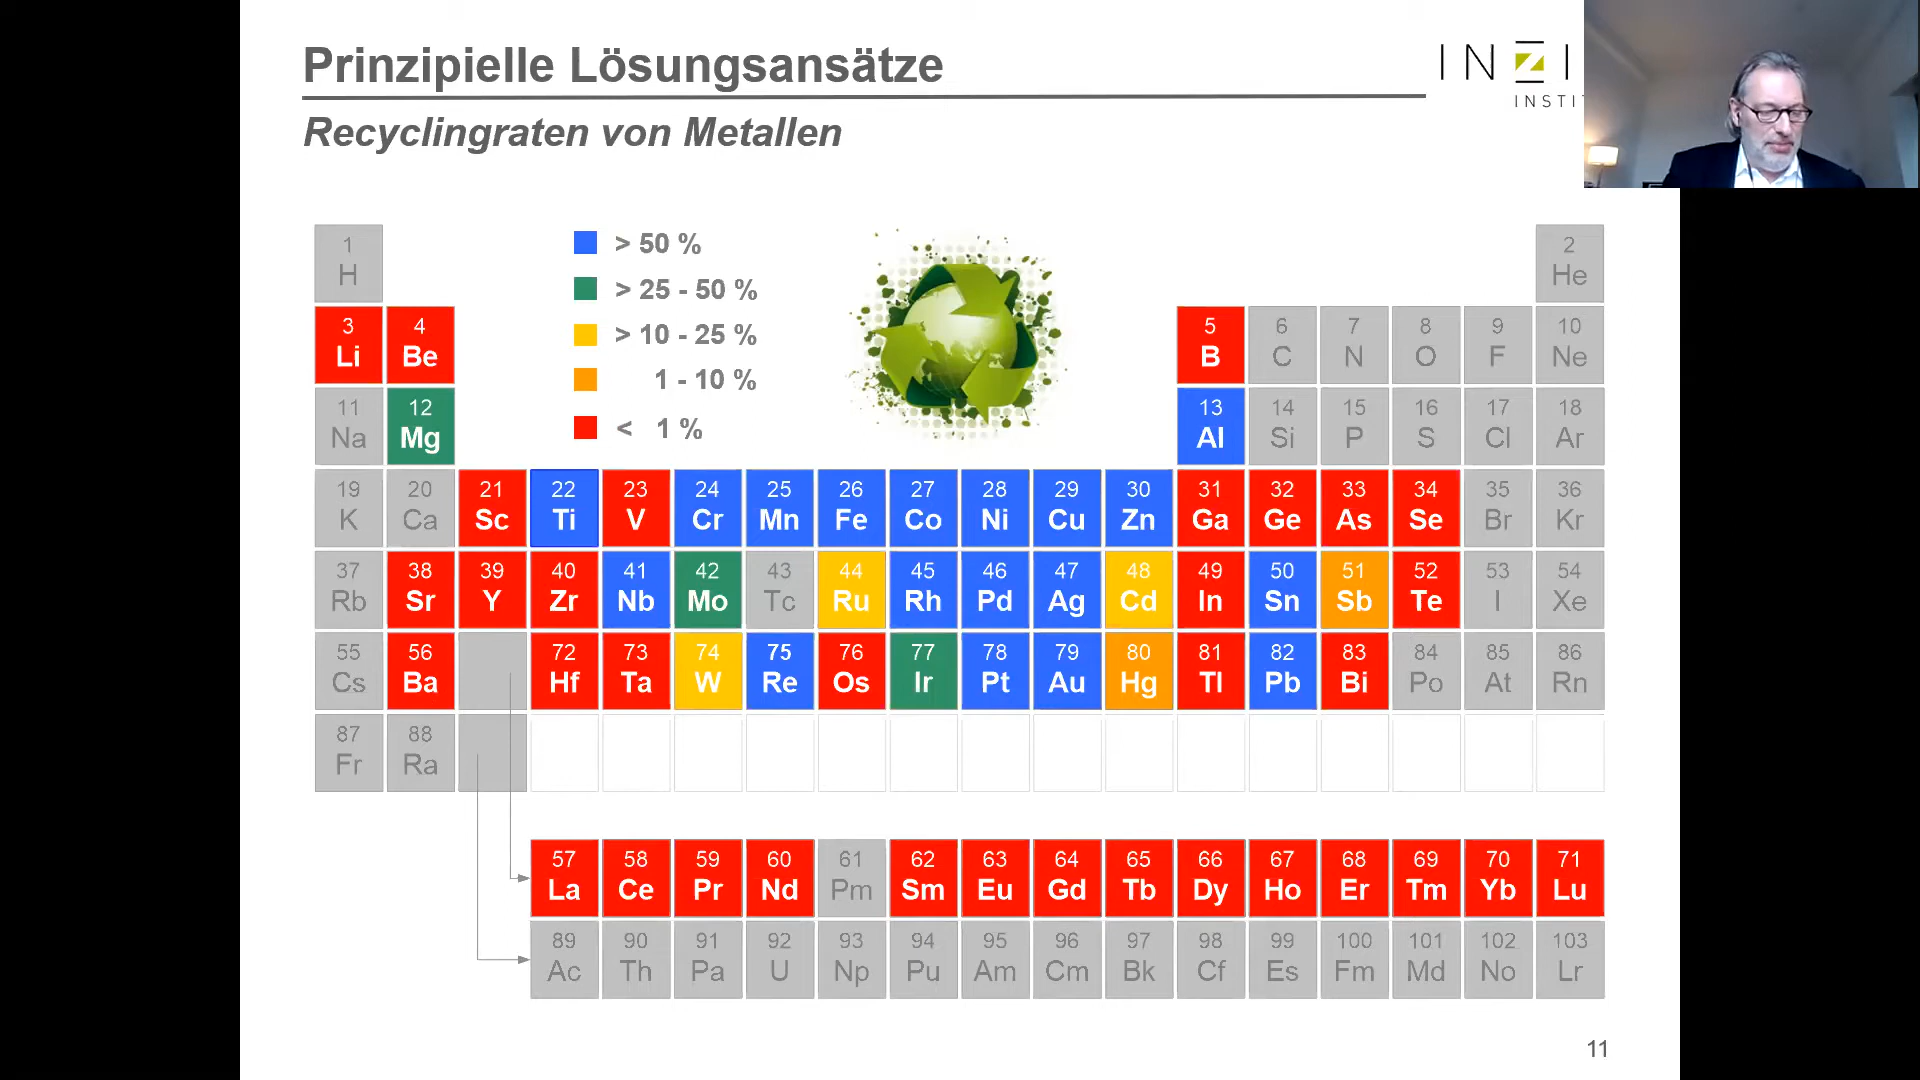 Prinzipielle Lösungsansätze
INZI
INSTI
Recyclingraten von Metallen
> 50 %
> 25 - 50 %
> 10 - 25 %
1 - 10 %
< 1 %
1 2
H He
3 4 5 6 7 8 9 10
Li Be B C N O F Ne
11 12 13 14 15 16 17 18
Na Mg Al Si P S Cl Ar
19 20 21 22 23 24 25 26 27 28 29 30 31 32 33 34 35 36
K Ca Sc Ti V Cr Mn Fe Co Ni Cu Zn Ga Ge As Se Br Kr
37 38 39 40 41 42 43 44 45 46 47 48 49 50 51 52 53 54
Rb Sr Y Zr Nb Mo Tc Ru Rh Pd Ag Cd In Sn Sb Te I Xe
55 56 72 73 74 75 76 77 78 79 80 81 82 83 84 85 86
Cs Ba Hf Ta W Re Os Ir Pt Au Hg Tl Pb Bi Po At Rn
87 88
Fr Ra
57 58 59 60 61 62 63 64 65 66 67 68 69 70 71
La Ce Pr Nd Pm Sm Eu Gd Tb Dy Ho Er Tm Yb Lu
89 90 91 92 93 94 95 96 97 98 99 100 101 102 103
Ac Th Pa U Np Pu Am Cm Bk Cf Es Fm Md No Lr
11